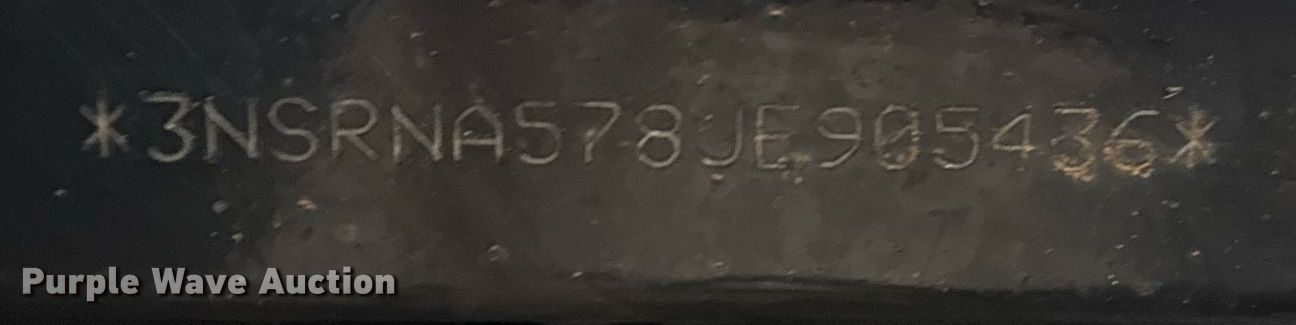 *3NSRNA578JE905436*
Purple Wave Auction